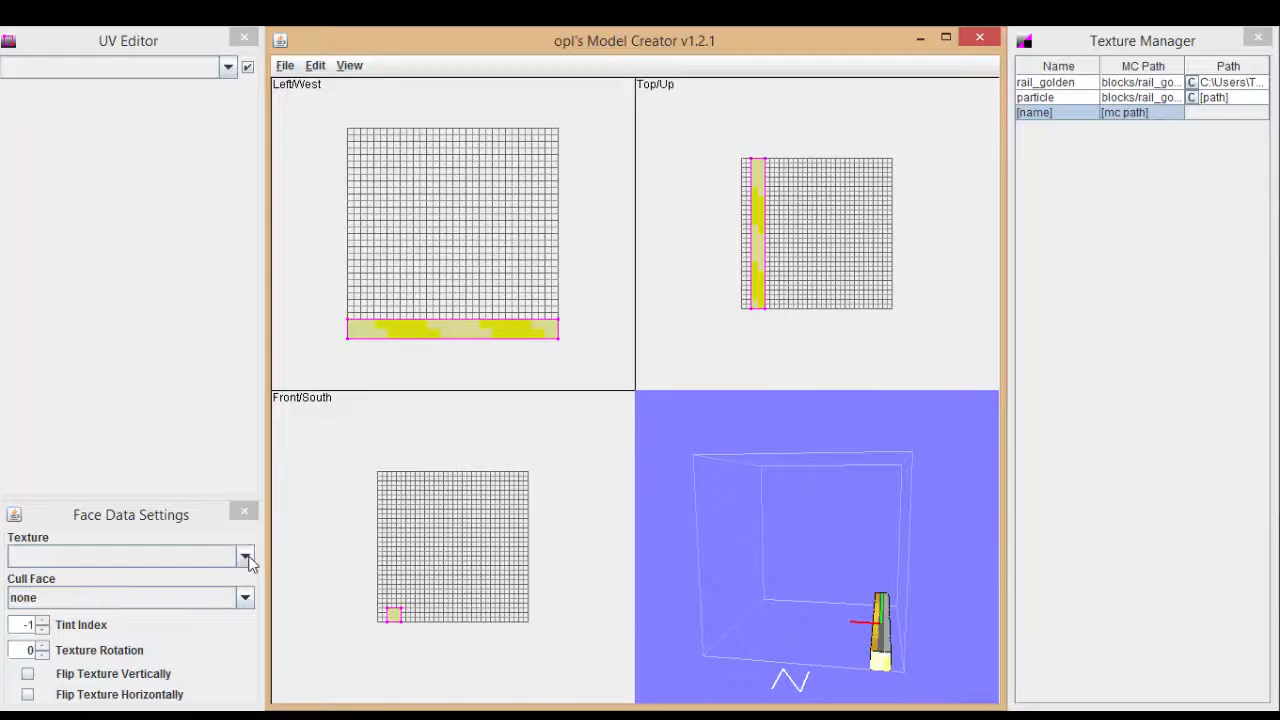 UV Editor
opl's Model Creator v1.2.1
File Edit View
Left/West
Top/Up
Front/South
N
Face Data Settings
Texture
Cull Face
none
-1 Tint Index
0 Texture Rotation
Flip Texture Vertically
Flip Texture Horizontally
Texture Manager
Name MC Path Path
rail_golden blocks/rail_go... C C:\Users\T...
particle blocks/rail_go... C [path]
[name] [mc path]